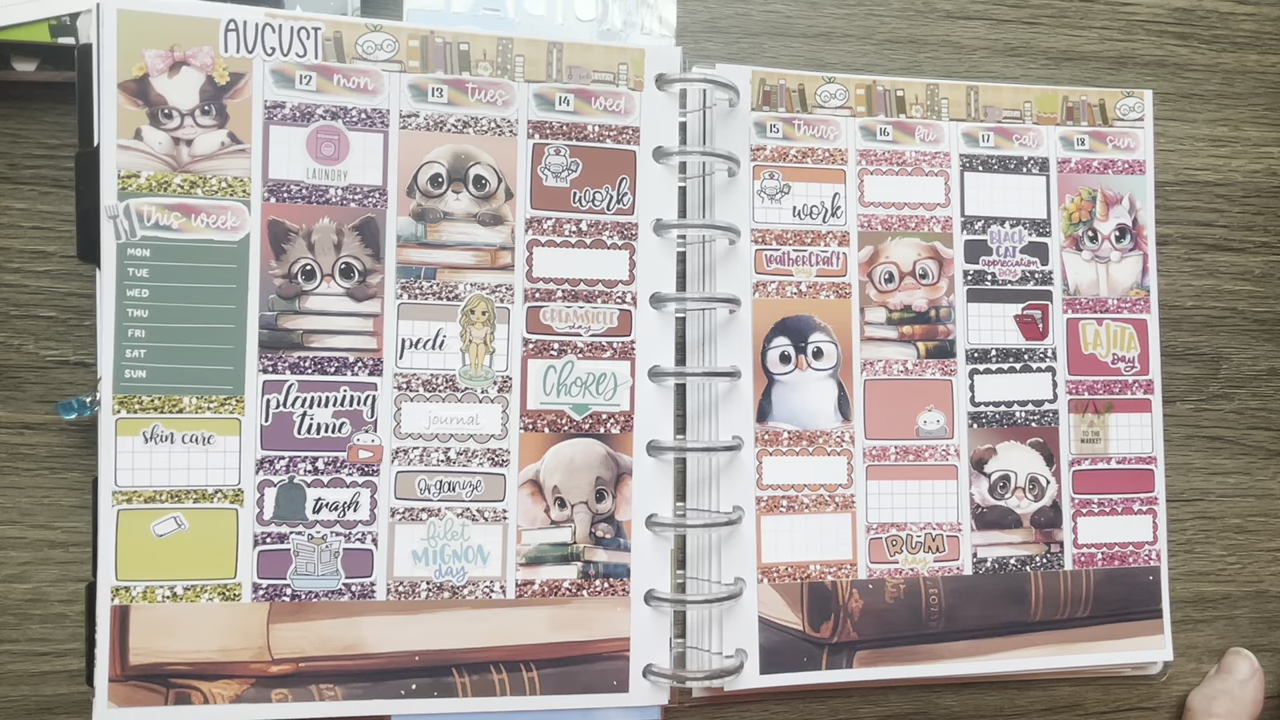 AUGUST
this week
MON
TUE
WED
THU
FRI
SAT
SUN
skin care
12 mon
LAUNDRY
planning
time
trash
13 tues
pedi
journal
organize
filet
MIGNON
day
14 wed
work
CREAMSICLE
day
CHORES
15 thurs
work
LEATHERCRAFT
DAY
16 fri
RUM
day
17 sat
BLACK
CAT
appreciation
DAY
18 sun
FAJITA
DAY
TO THE
MARKET